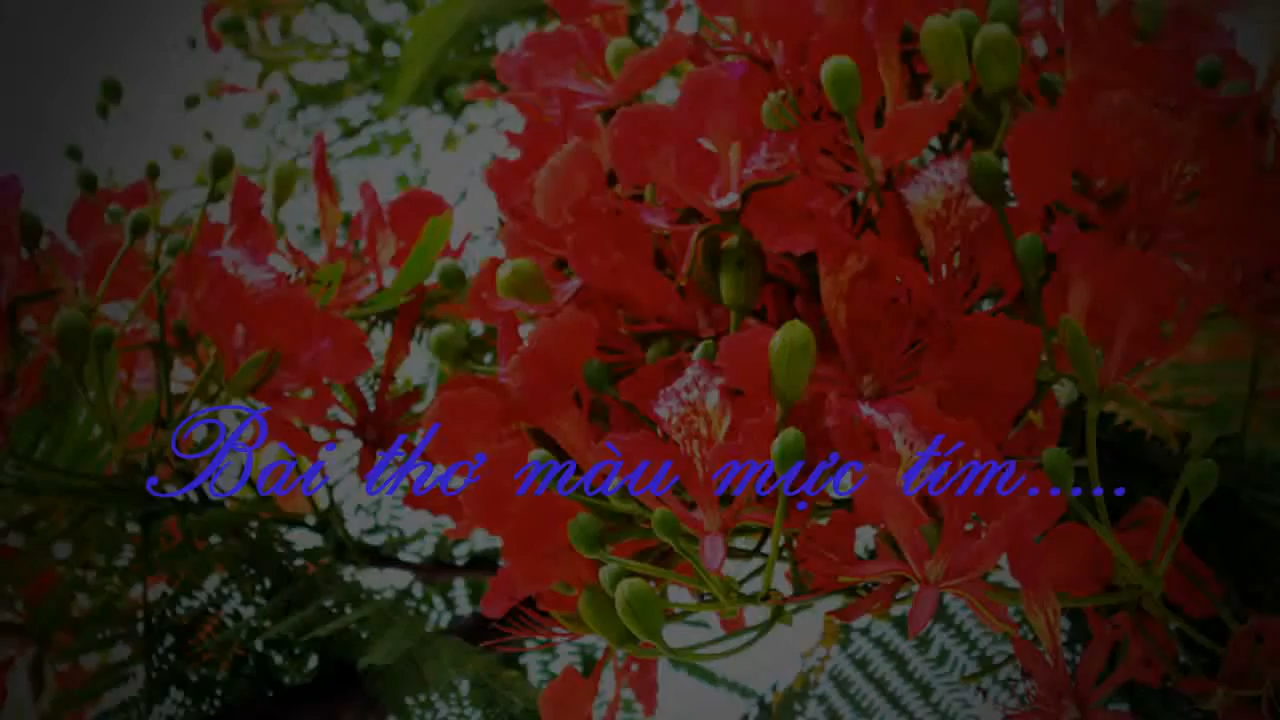 Bài thơ màu mực tím.....